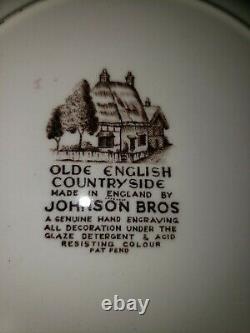 OLDE ENGLISH
COUNTRYSIDE
MADE IN ENGLAND BY
JOHNSON BROS
A GENUINE HAND ENGRAVING
ALL DECORATION UNDER THE
GLAZE DETERGENT & ACID
RESISTING COLOUR
PAT PEND